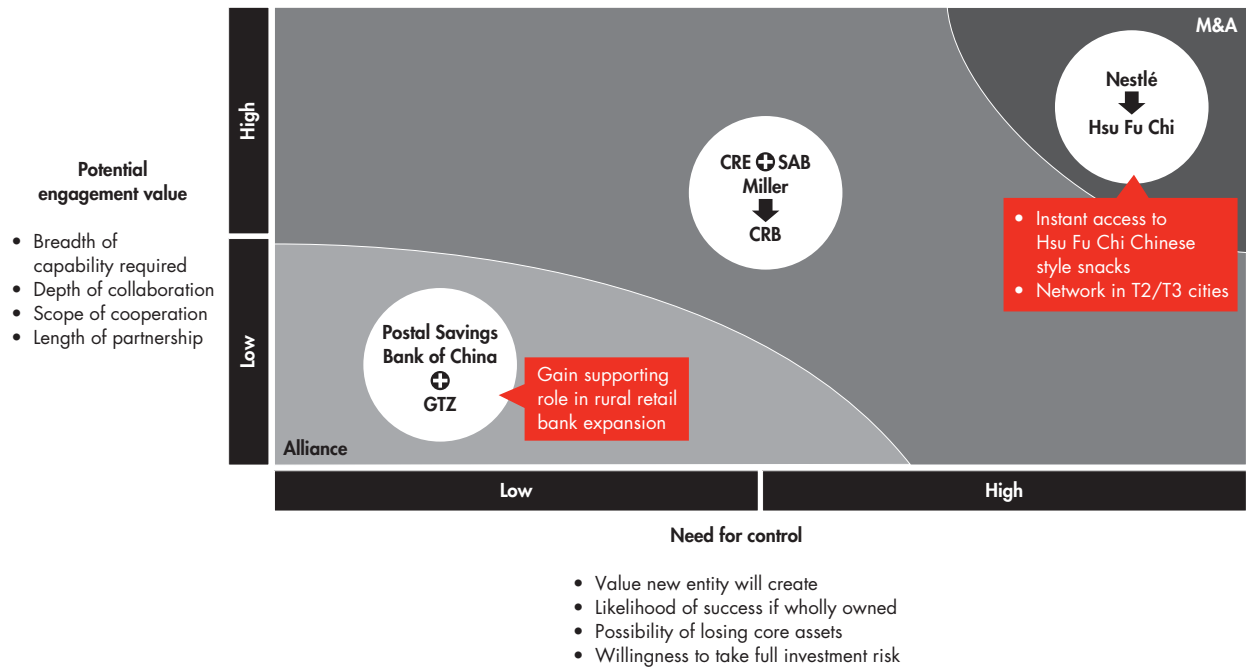 M&A
Nestlé
Hsu Fu Chi
High
CRE + SAB
Miller
CRB
Potential
engagement value
• Breadth of
capability required
• Depth of collaboration
• Scope of cooperation
• Length of partnership
• Instant access to
Hsu Fu Chi Chinese
style snacks
• Network in T2/T3 cities
Low
Postal Savings
Bank of China
+
GTZ
Gain supporting
role in rural retail
bank expansion
Alliance
Low
High
Need for control
• Value new entity will create
• Likelihood of success if wholly owned
• Possibility of losing core assets
• Willingness to take full investment risk